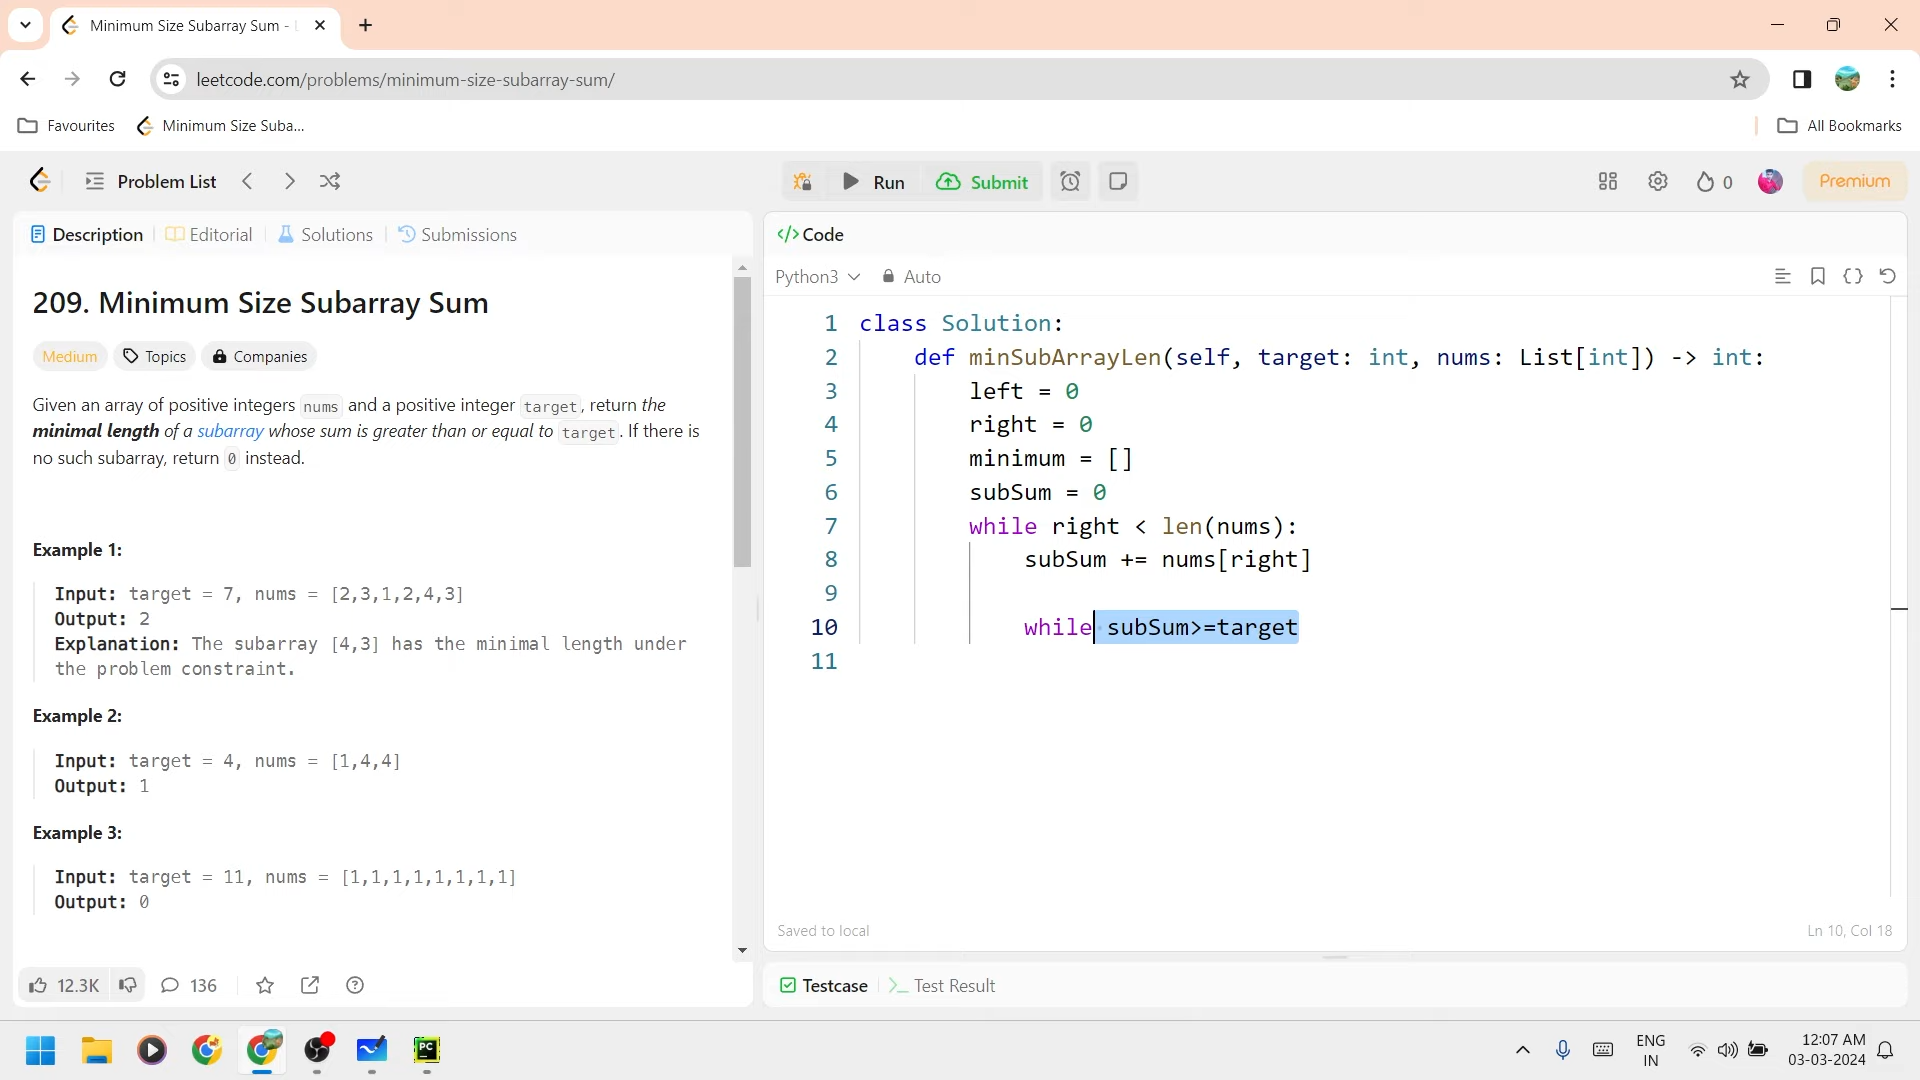 Minimum Size Subarray Sum -
leetcode.com/problems/minimum-size-subarray-sum/
Favourites
Minimum Size Suba...
All Bookmarks
Problem List
Run
Submit
0
Premium
Description
Editorial
Solutions
Submissions
209. Minimum Size Subarray Sum
Medium
Topics
Companies
Given an array of positive integers nums and a positive integer target, return the
minimal length of a subarray whose sum is greater than or equal to target. If there is
no such subarray, return 0 instead.
Example 1:
Input: target = 7, nums = [2,3,1,2,4,3]
Output: 2
Explanation: The subarray [4,3] has the minimal length under
the problem constraint.
Example 2:
Input: target = 4, nums = [1,4,4]
Output: 1
Example 3:
Input: target = 11, nums = [1,1,1,1,1,1,1,1]
Output: 0
12.3K
136
</> Code
Python3
Auto
1 class Solution:
2 def minSubArrayLen(self, target: int, nums: List[int]) -> int:
3 left = 0
4 right = 0
5 minimum = []
6 subSum = 0
7 while right < len(nums):
8 subSum += nums[right]
9
10 while subSum>=target
11
Saved to local
Ln 10, Col 18
Testcase
Test Result
PC
ENG
IN
12:07 AM
03-03-2024